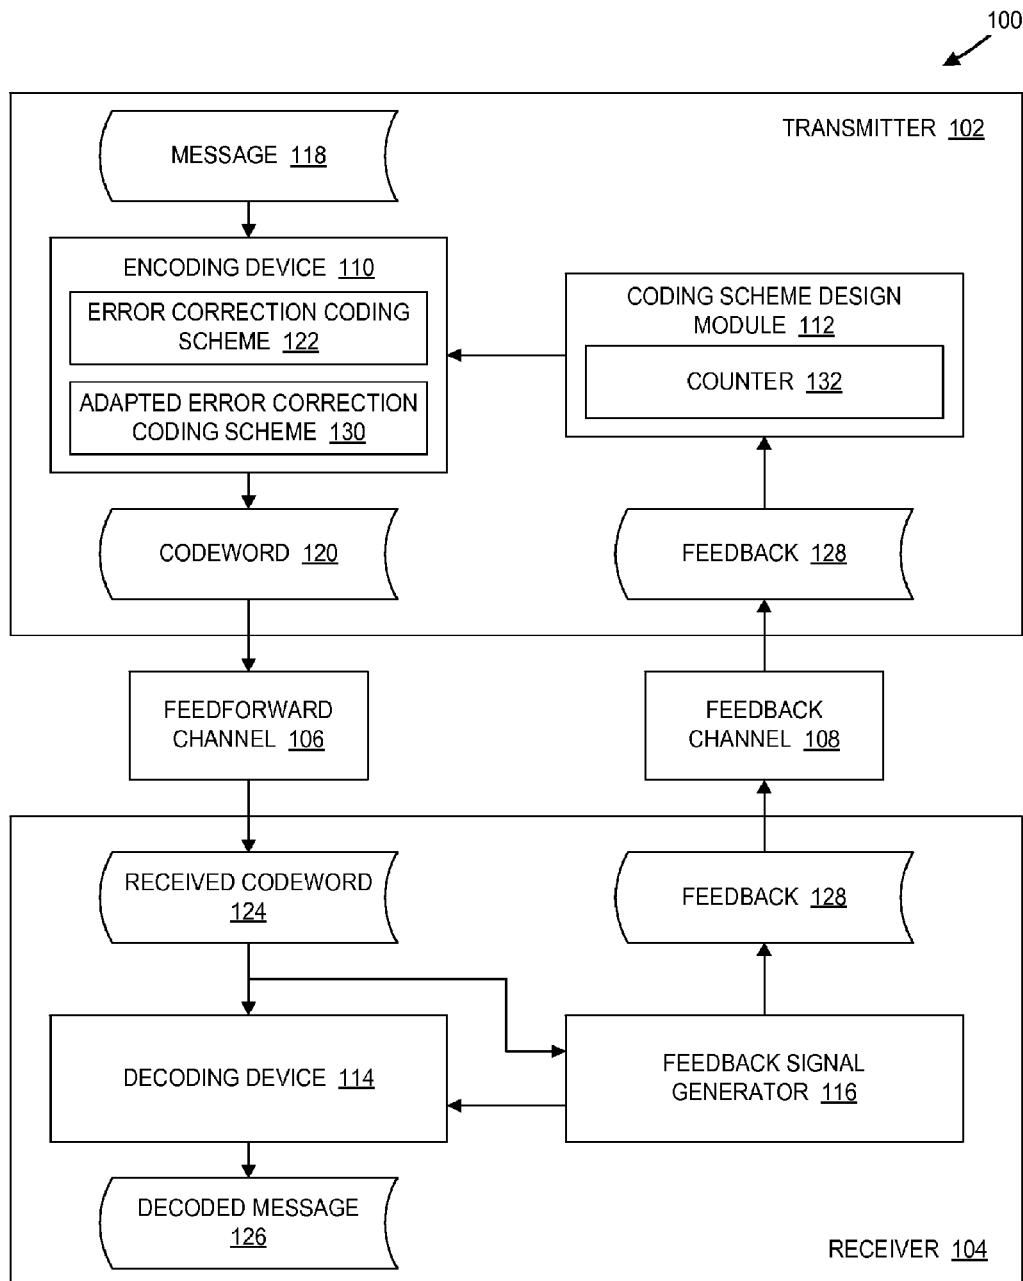 100
TRANSMITTER 102
MESSAGE 118
ENCODING DEVICE 110
ERROR CORRECTION CODING
SCHEME 122
ADAPTED ERROR CORRECTION
CODING SCHEME 130
CODING SCHEME DESIGN
MODULE 112
COUNTER 132
CODEWORD 120
FEEDBACK 128
FEEDFORWARD
CHANNEL 106
FEEDBACK
CHANNEL 108
RECEIVED CODEWORD
124
FEEDBACK 128
DECODING DEVICE 114
FEEDBACK SIGNAL
GENERATOR 116
DECODED MESSAGE
126
RECEIVER 104